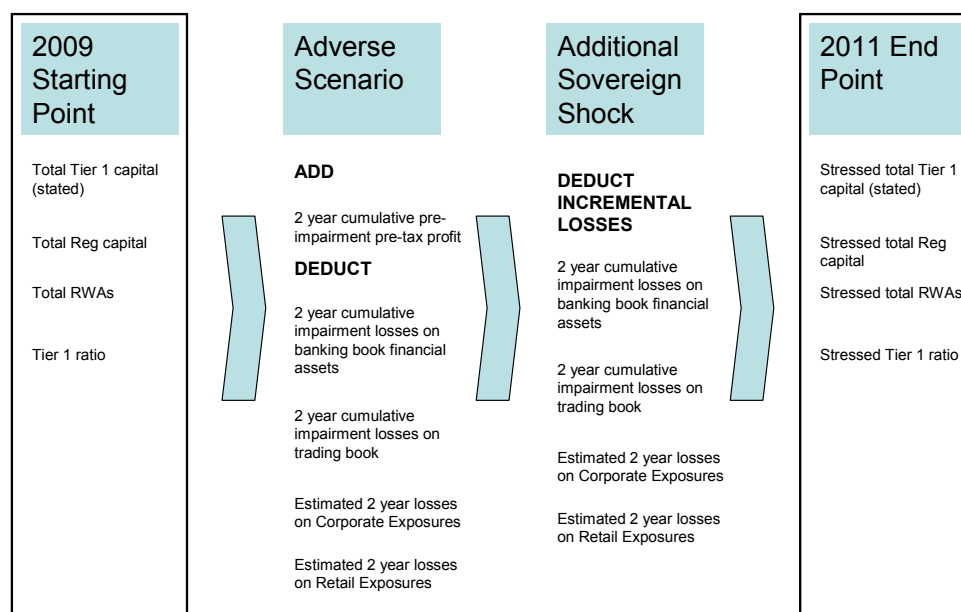 2009
Starting
Point
Total Tier 1 capital
(stated)
Total Reg capital
Total RWAs
Tier 1 ratio
Adverse
Scenario
ADD
2 year cumulative pre-
impairment pre-tax profit
DEDUCT
2 year cumulative
impairment losses on
banking book financial
assets
2 year cumulative
impairment losses on
trading book
Estimated 2 year losses
on Corporate Exposures
Estimated 2 year losses
on Retail Exposures
Additional
Sovereign
Shock
DEDUCT
INCREMENTAL
LOSSES
2 year cumulative
impairment losses on
banking book financial
assets
2 year cumulative
impairment losses on
trading book
Estimated 2 year losses
on Corporate Exposures
Estimated 2 year losses
on Retail Exposures
2011 End
Point
Stressed total Tier 1
capital (stated)
Stressed total Reg
capital
Stressed total RWAs
Stressed Tier 1 ratio